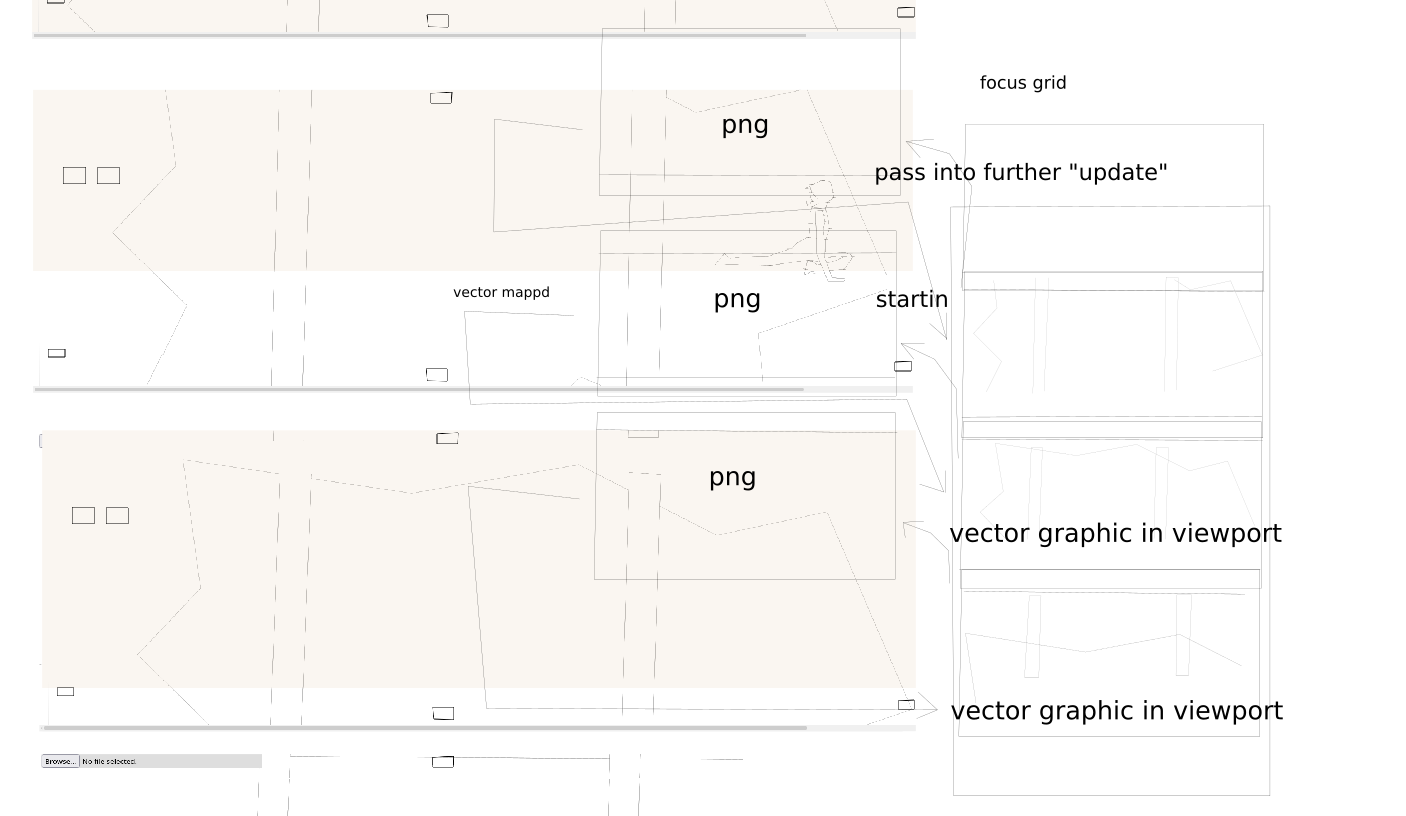 focus grid
png
pass into further "update"
vector mappd
png
startin
png
vector graphic in viewport
vector graphic in viewport
Browse... No file selected.